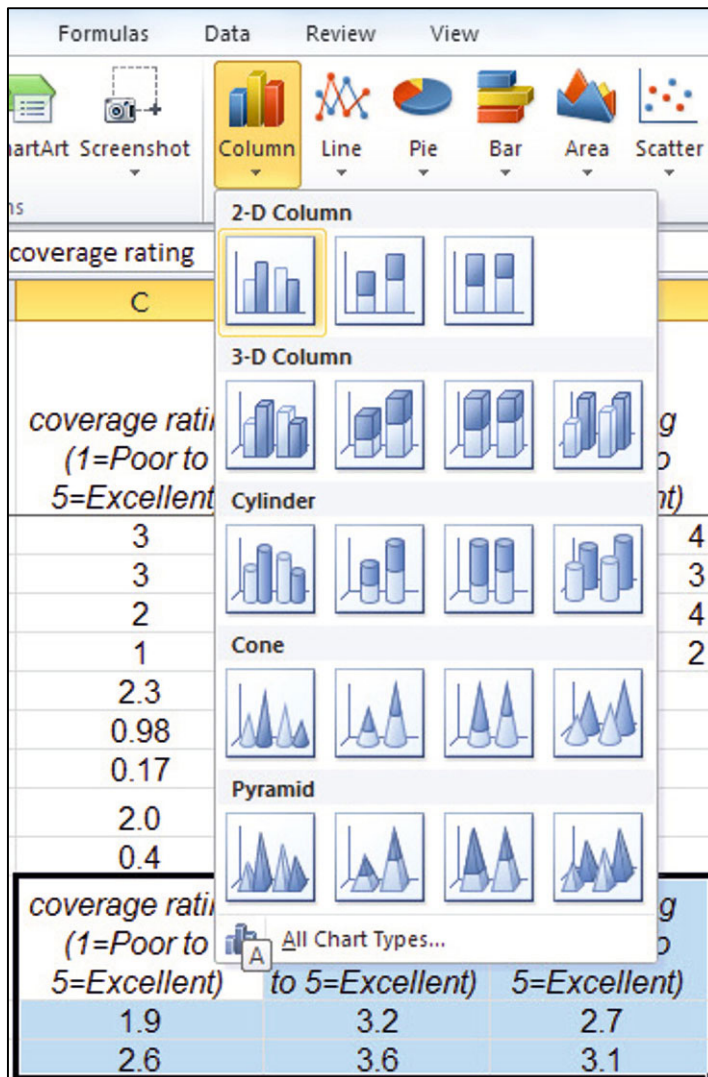 Formulas Data Review View
artArt Screenshot Column Line Pie Bar Area Scatter
ns
2-D Column
coverage rating
C
3-D Column
coverage rati g
(1=Poor to o
5=Excellent nt)
Cylinder
3 4
3 3
2 4
1 2
Cone
2.3
0.98
0.17
Pyramid
2.0
0.4
coverage rati g
(1=Poor to All Chart Types... o
A
5=Excellent) to 5=Excellent) 5=Excellent)
1.9 3.2 2.7
2.6 3.6 3.1